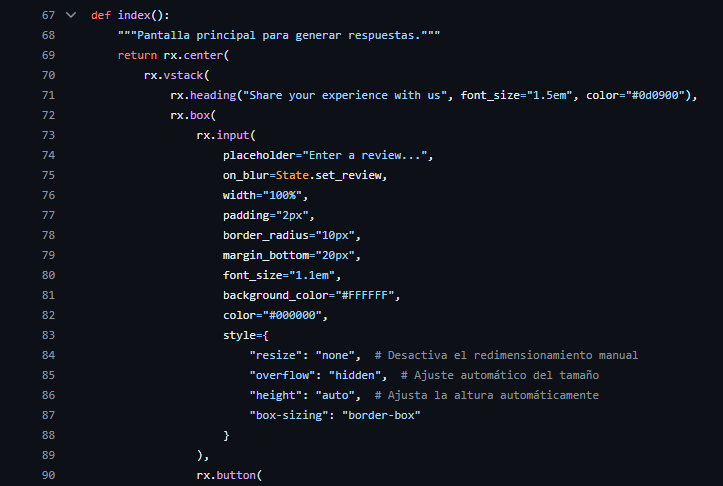 67 def index():
68 """Pantalla principal para generar respuestas."""
69 return rx.center(
70 rx.vstack(
71 rx.heading("Share your experience with us", font_size="1.5em", color="#0d0900"),
72 rx.box(
73 rx.input(
74 placeholder="Enter a review...",
75 on_blur=State.set_review,
76 width="100%",
77 padding="2px",
78 border_radius="10px",
79 margin_bottom="20px",
80 font_size="1.1em",
81 background_color="#FFFFFF",
82 color="#000000",
83 style={
84 "resize": "none", # Desactiva el redimensionamiento manual
85 "overflow": "hidden", # Ajuste automático del tamaño
86 "height": "auto", # Ajusta la altura automáticamente
87 "box-sizing": "border-box"
88 }
89 ),
90 rx.button(